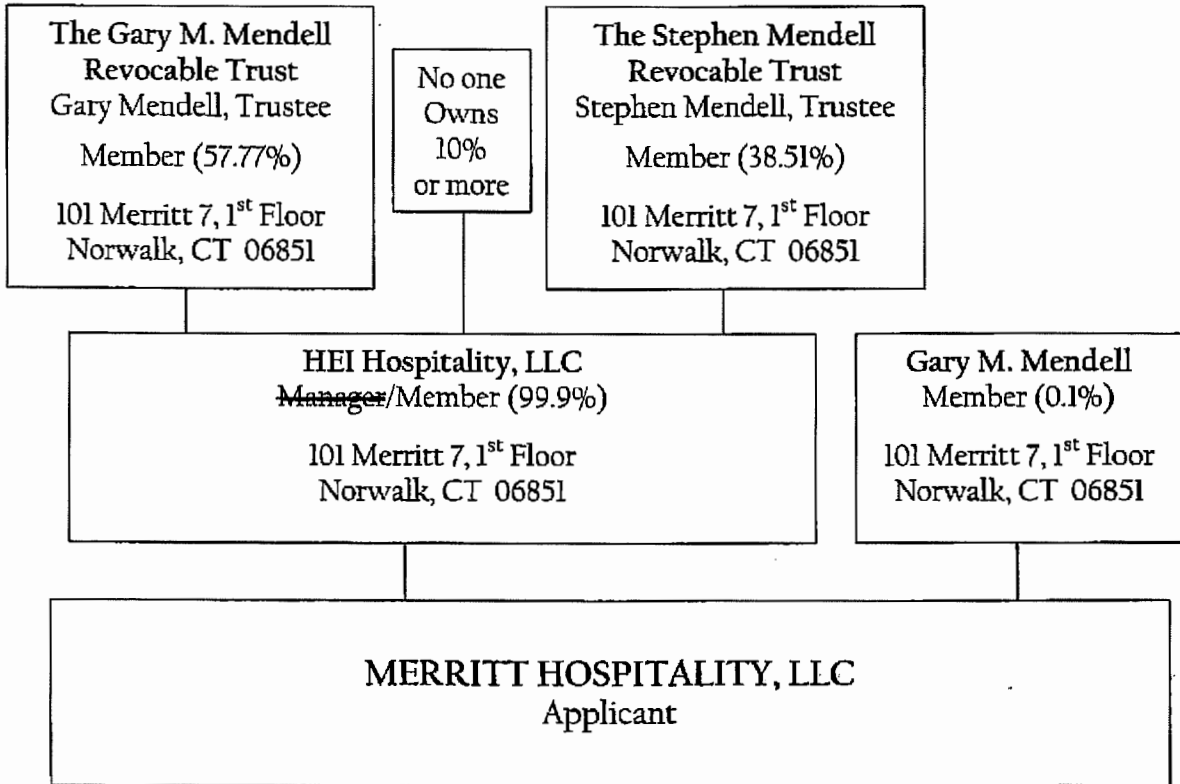 The Gary M. Mendell
Revocable Trust
Gary Mendell, Trustee
Member (57.77%)
101 Merritt 7, 1st Floor
Norwalk, CT 06851
No one
Owns
10%
or more
The Stephen Mendell
Revocable Trust
Stephen Mendell, Trustee
Member (38.51%)
101 Merritt 7, 1st Floor
Norwalk, CT 06851
HEI Hospitality, LLC
Manager/Member (99.9%)
101 Merritt 7, 1st Floor
Norwalk, CT 06851
Gary M. Mendell
Member (0.1%)
101 Merritt 7, 1st Floor
Norwalk, CT 06851
MERRITT HOSPITALITY, LLC
Applicant